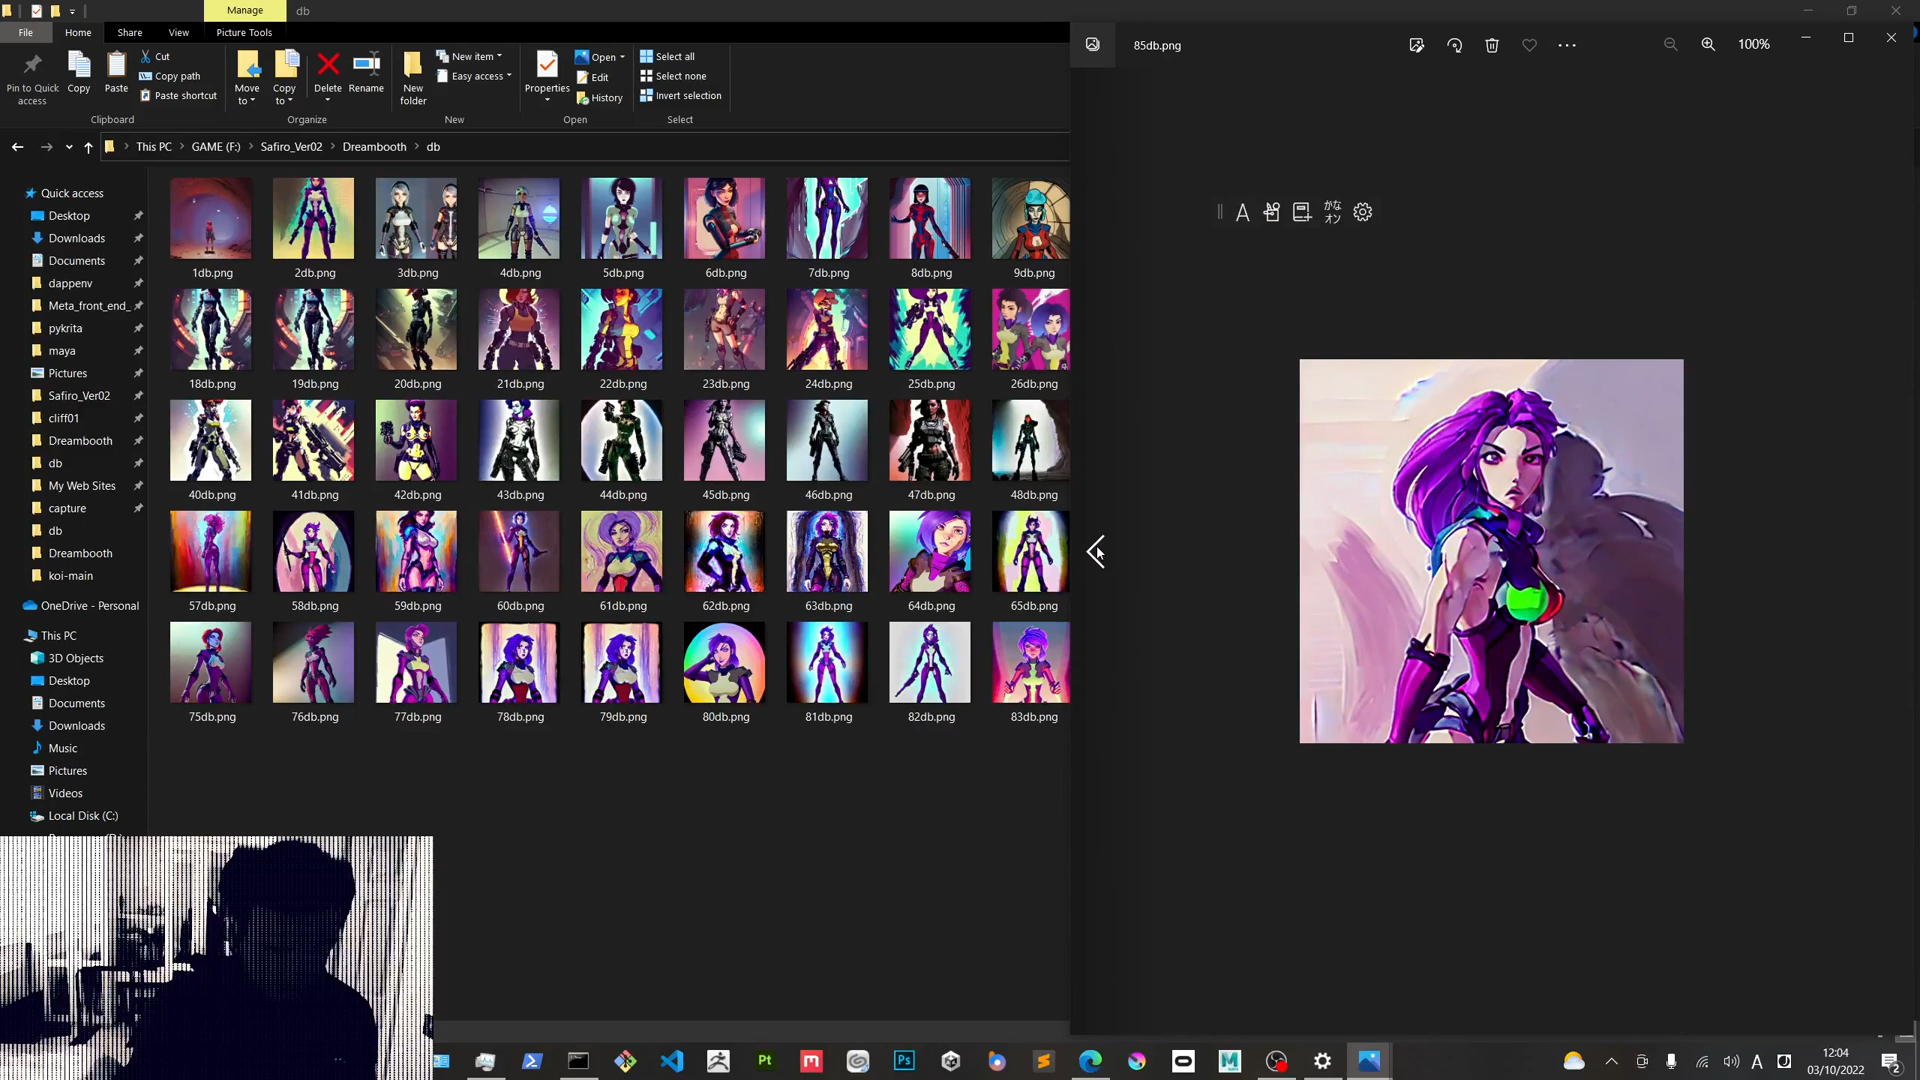 Manage
db
File
Home
Share
View
Picture Tools
Pin to Quick access
Copy
Paste
Cut
Copy path
Paste shortcut
Clipboard
Move to
Copy to
Delete
Rename
Organize
New folder
New item
Easy access
New
Properties
Open
Edit
History
Open
Select all
Select none
Invert selection
Select
85db.png
100%
This PC
GAME (F:)
Safiro_Ver02
Dreambooth
db
Quick access
Desktop
Downloads
Documents
dappenv
Meta_front_end_
pykrita
maya
Pictures
Safiro_Ver02
cliff01
Dreambooth
db
My Web Sites
capture
db
Dreambooth
koi-main
OneDrive - Personal
This PC
3D Objects
Desktop
Documents
Downloads
Music
Pictures
Videos
Local Disk (C:)
1db.png 2db.png 3db.png 4db.png 5db.png 6db.png 7db.png 8db.png 9db.png
18db.png 19db.png 20db.png 21db.png 22db.png 23db.png 24db.png 25db.png 26db.png
40db.png 41db.png 42db.png 43db.png 44db.png 45db.png 46db.png 47db.png 48db.png
57db.png 58db.png 59db.png 60db.png 61db.png 62db.png 63db.png 64db.png 65db.png
75db.png 76db.png 77db.png 78db.png 79db.png 80db.png 81db.png 82db.png 83db.png
A
かな
オン
Pt
Ps
A
12:04
03/10/2022
2